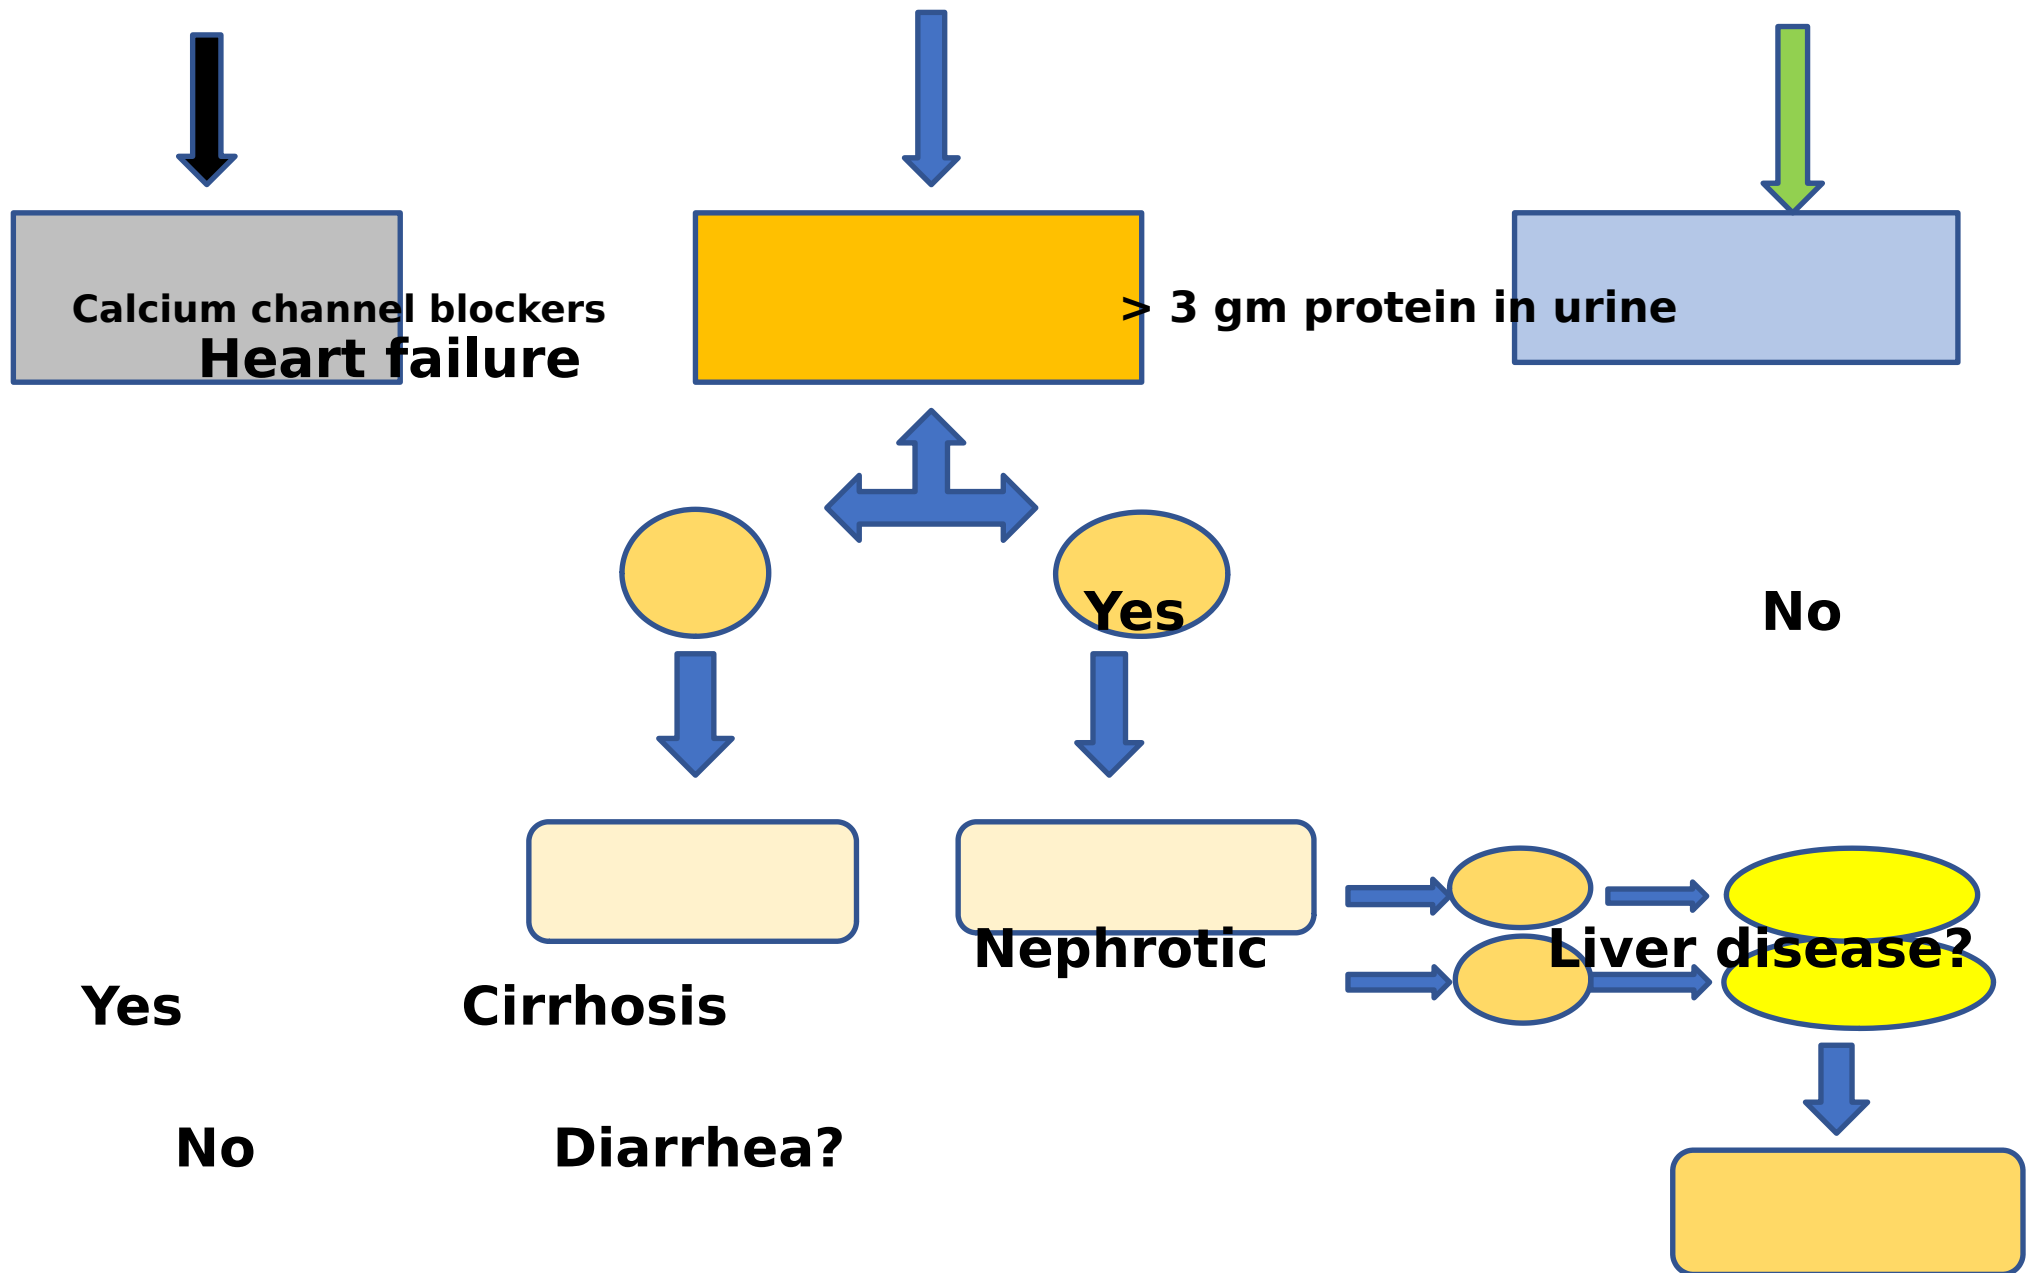 Calcium channel blockers
> 3 gm protein in urine
Heart failure
Yes
No
Nephrotic
Liver disease?
Yes
Cirrhosis
No
Diarrhea?